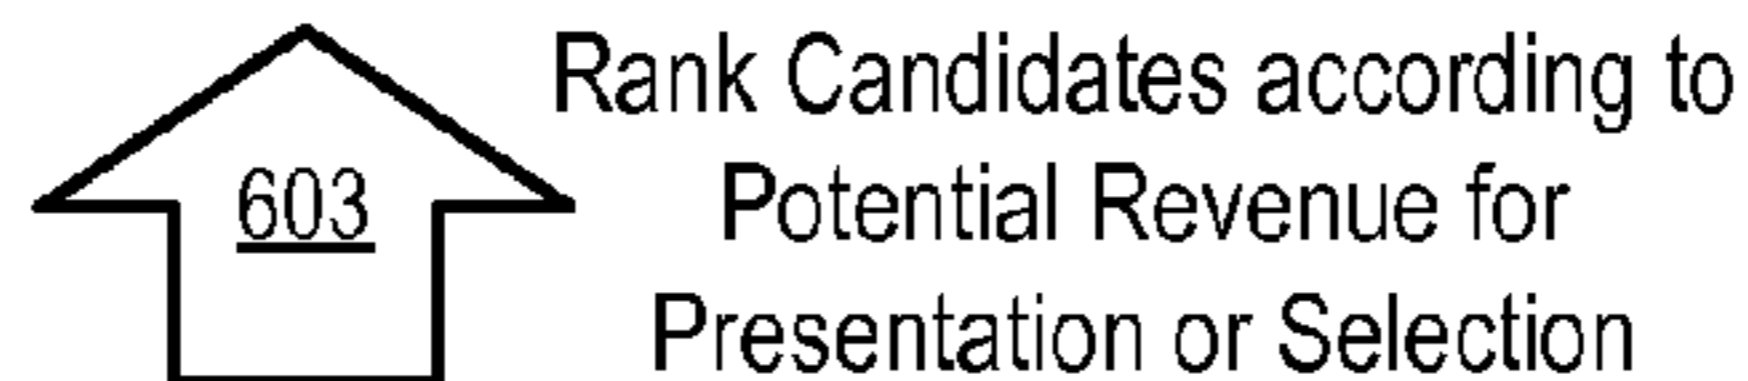 603
Rank Candidates according to
Potential Revenue for
Presentation or Selection